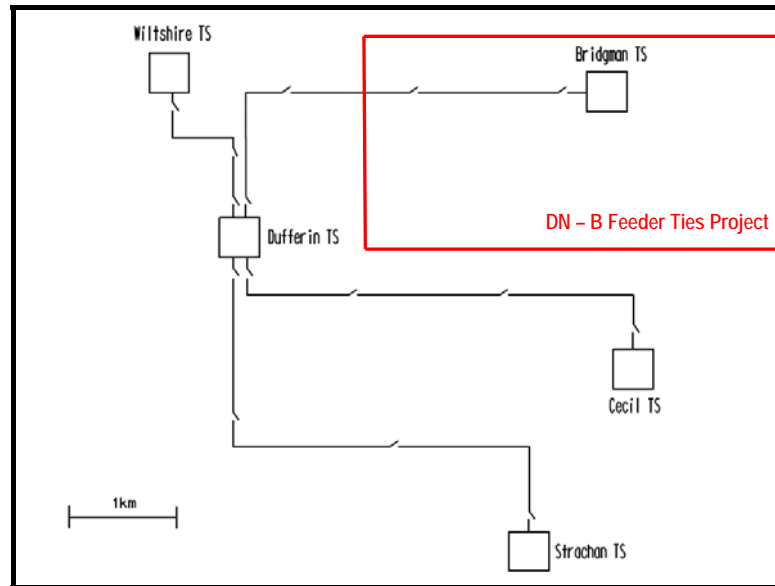 Wiltshire TS
Bridgman TS
DN – B Feeder Ties Project
Dufferin TS
Cecil TS
1km
Strachan TS